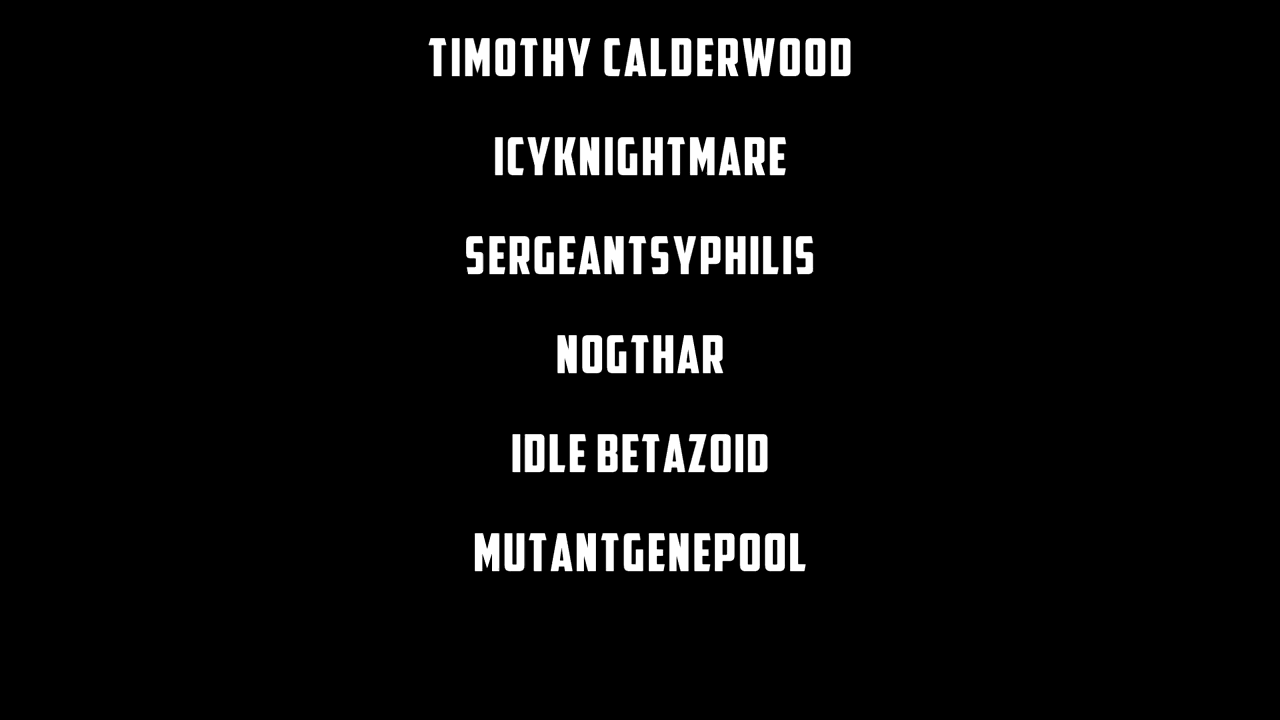 TIMOTHY CALDERWOOD
ICYKNIGHTMARE
SERGEANTSYPHILIS
NOGTHAR
IDLE BETAZOID
MUTANTGENEPOOL